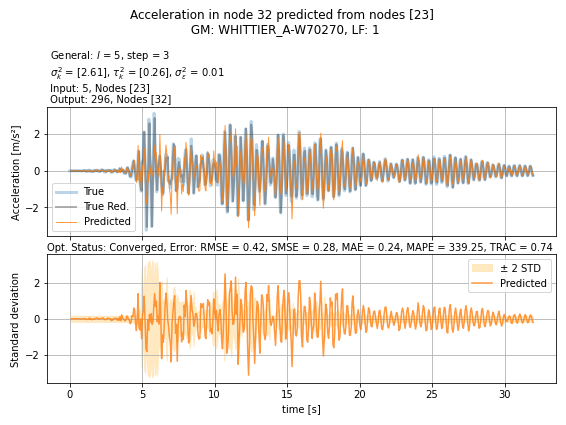 Acceleration in node 32 predicted from nodes [23]
GM: WHITTIER_A-W70270, LF: 1
General: l = 5, step = 3
σ²ₖ = [2.61], τ²ₖ = [0.26], σ²ε = 0.01
Input: 5, Nodes [23]
Output: 296, Nodes [32]
Acceleration [m/s²]
2
0
−2
True
True Red.
Predicted
Opt. Status: Converged, Error: RMSE = 0.42, SMSE = 0.28, MAE = 0.24, MAPE = 339.25, TRAC = 0.74
Standard deviation
2
0
−2
± 2 STD
Predicted
0 5 10 15 20 25 30
time [s]